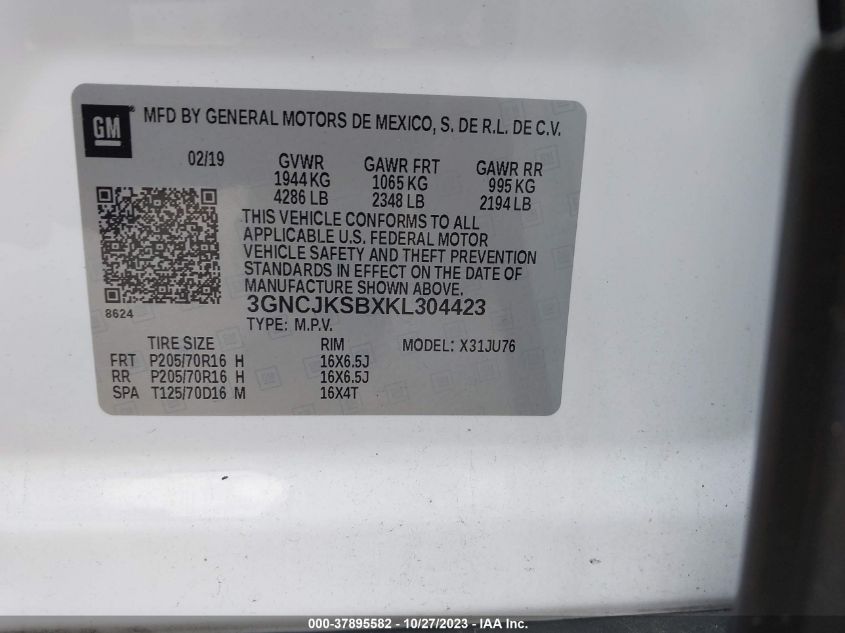 GM
MFD BY GENERAL MOTORS DE MEXICO, S. DE R.L. DE C.V.
02/19 GVWR GAWR FRT GAWR RR
1944 KG 1065 KG 995 KG
4286 LB 2348 LB 2194 LB
THIS VEHICLE CONFORMS TO ALL
APPLICABLE U.S. FEDERAL MOTOR
VEHICLE SAFETY AND THEFT PREVENTION
STANDARDS IN EFFECT ON THE DATE OF
MANUFACTURE SHOWN ABOVE.
8624 3GNCJKSBXKL304423
TYPE: M.P.V.
TIRE SIZE RIM MODEL: X31JU76
FRT P205/70R16 H 16X6.5J
RR P205/70R16 H 16X6.5J
SPA T125/70D16 M 16X4T
000-37895582 - 10/27/2023 - Copyright © 2023 IAA Inc.